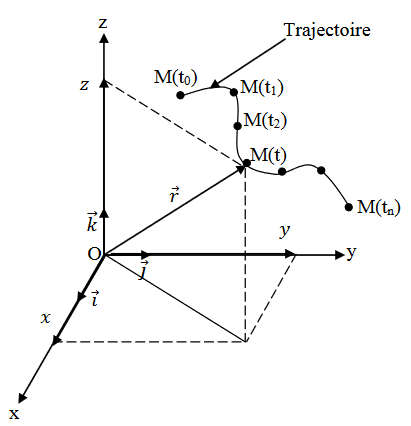 z
Trajectoire
z
M(t₀)
M(t₁)
M(t₂)
M(t)
r⃗
M(tₙ)
k⃗
y
O
y
j⃗
i⃗
x
x